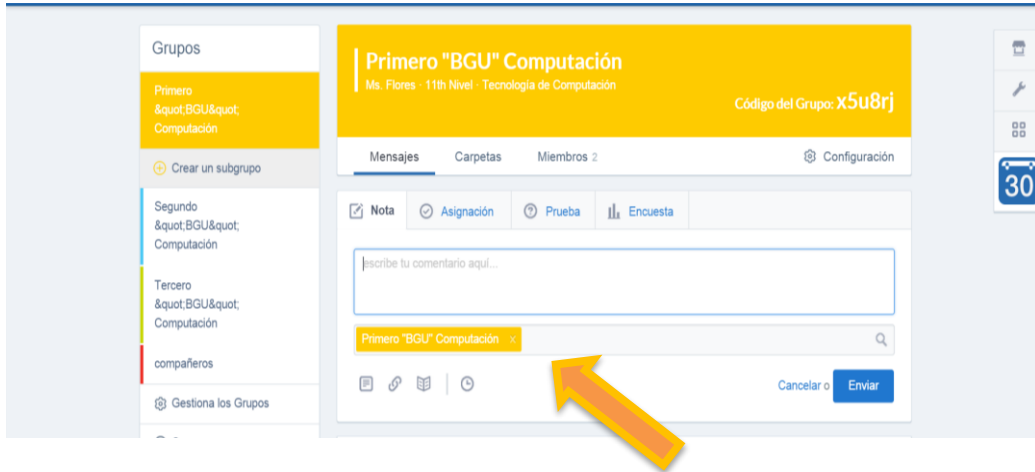 Grupos
Primero
&quot;BGU&quot;
Computación
Crear un subgrupo
Segundo
&quot;BGU&quot;
Computación
Tercero
&quot;BGU&quot;
Computación
compañeros
Gestiona los Grupos
Primero "BGU" Computación
Ms. Flores · 11th Nivel · Tecnología de Computación
Código del Grupo: x5u8rj
Mensajes Carpetas Miembros 2 Configuración
Nota Asignación Prueba Encuesta
escribe tu comentario aquí...
Primero "BGU" Computación x
Cancelar o Enviar
30